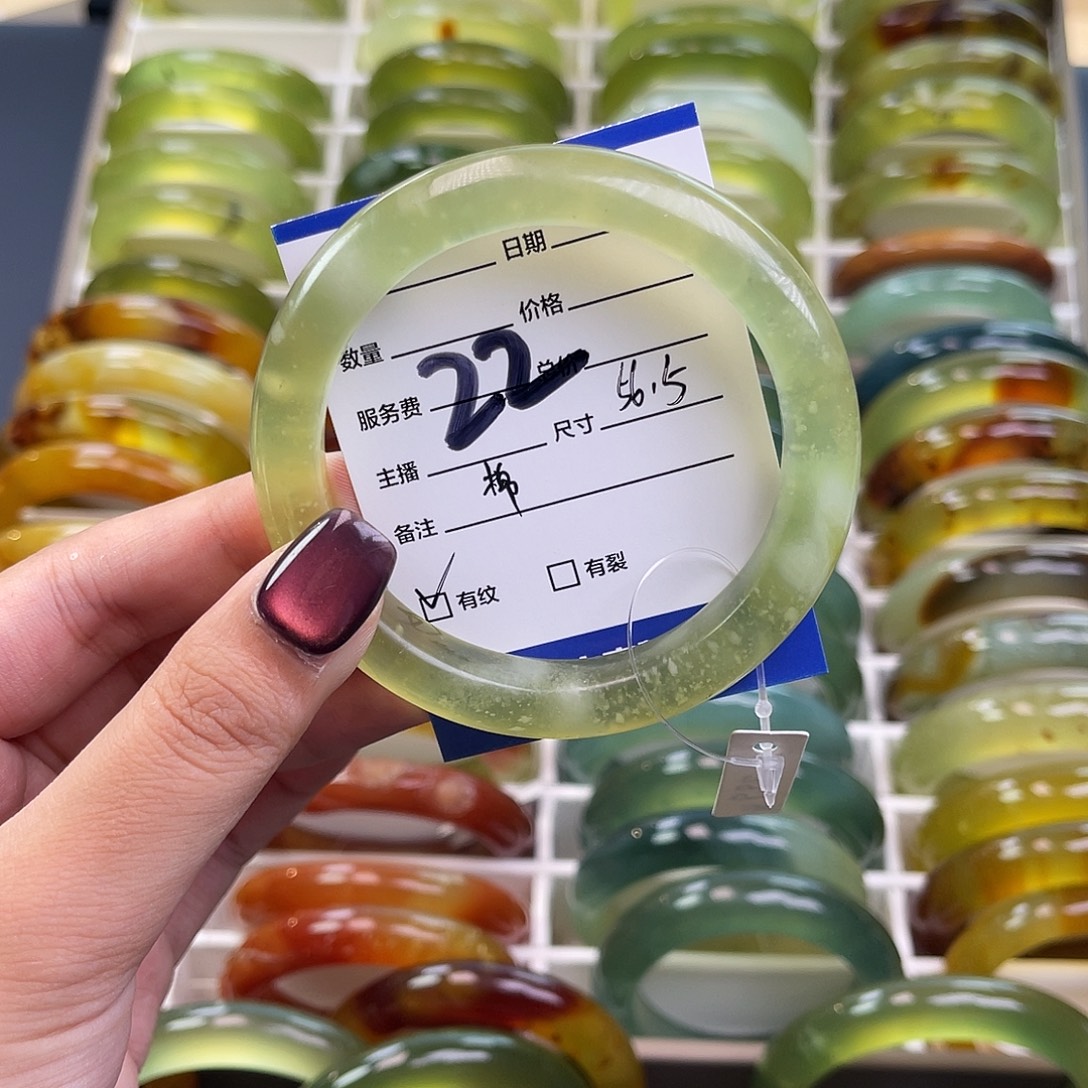 日期
价格
数量
22 总价
服务费
尺寸 56.5
主播
备注
有纹 有裂